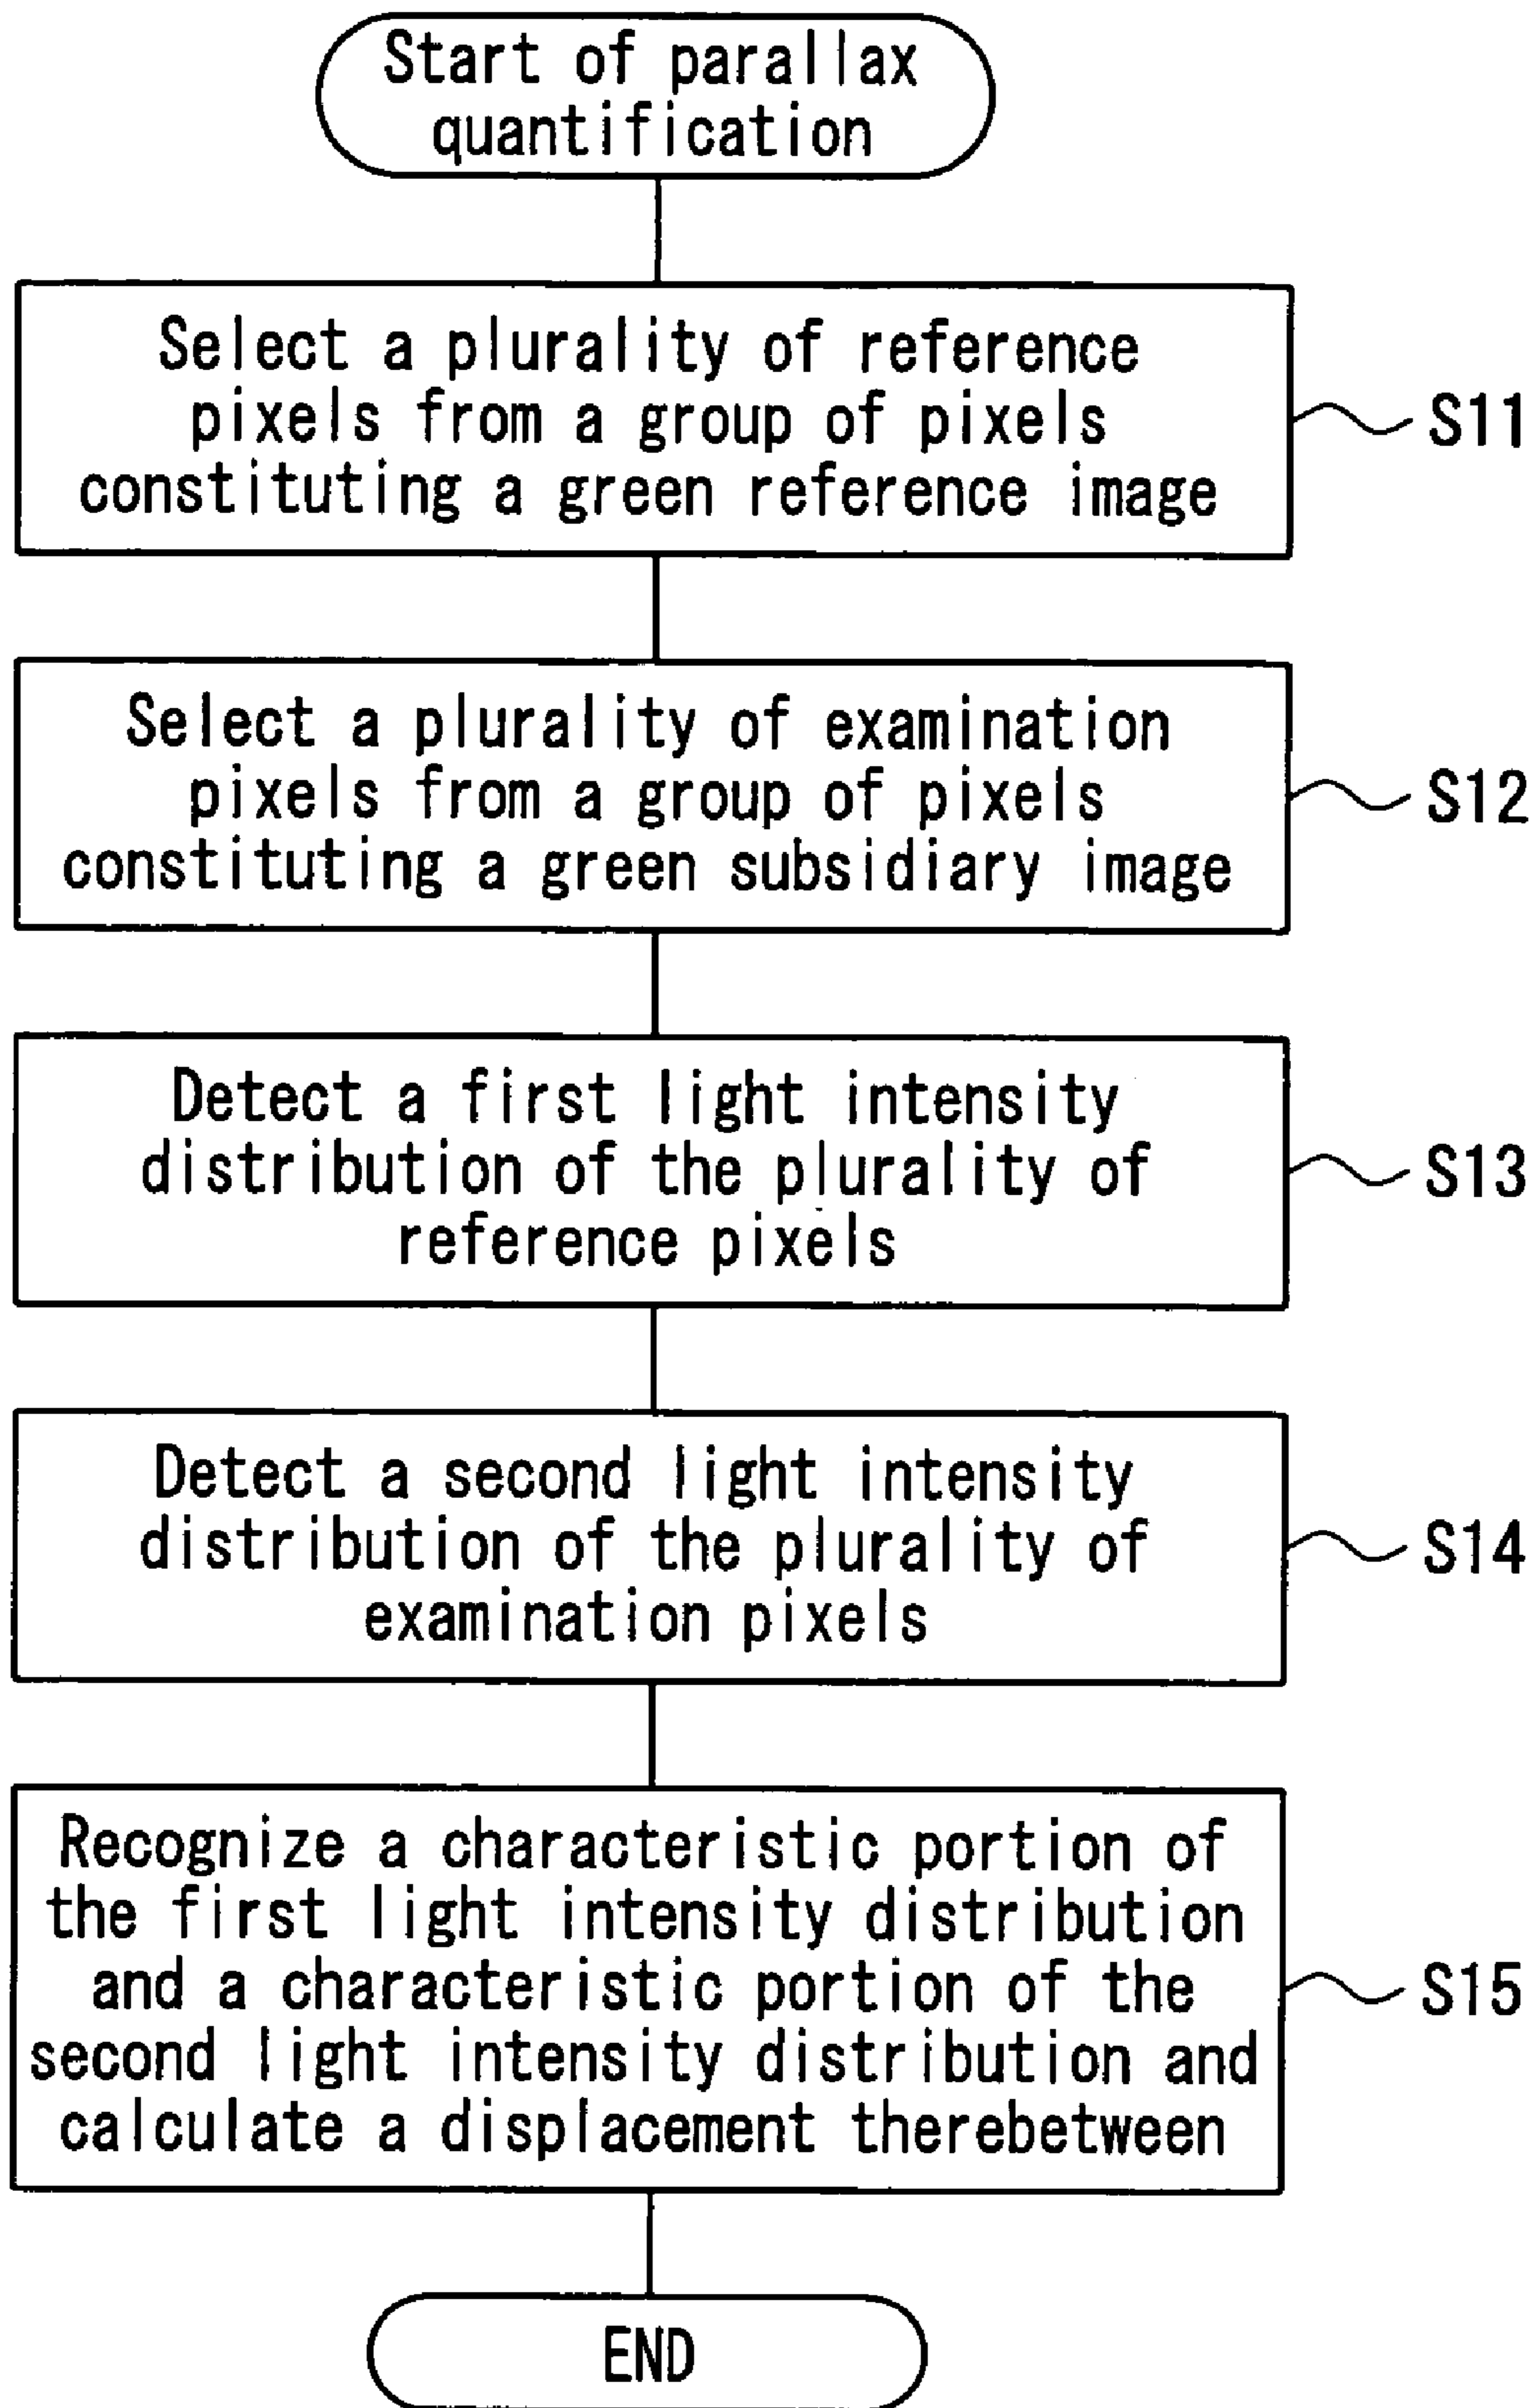 Start of parallax
quantification
Select a plurality of reference
pixels from a group of pixels
constituting a green reference image
S11
Select a plurality of examination
pixels from a group of pixels
constituting a green subsidiary image
S12
Detect a first light intensity
distribution of the plurality of
reference pixels
S13
Detect a second light intensity
distribution of the plurality of
examination pixels
S14
Recognize a characteristic portion of
the first light intensity distribution
and a characteristic portion of the
second light intensity distribution and
calculate a displacement therebetween
S15
END